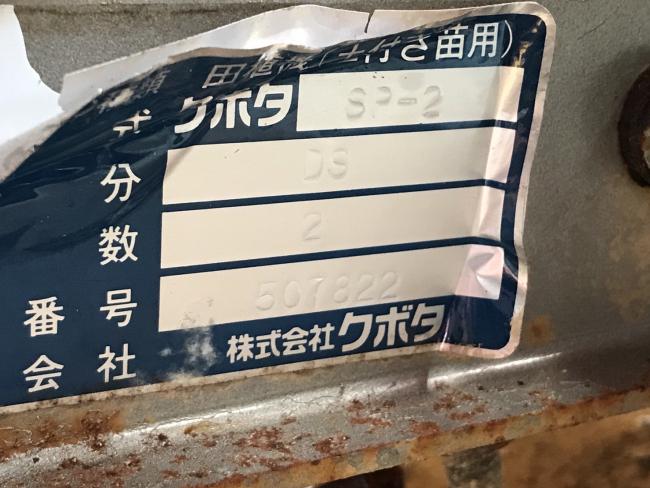 田植機(土付き苗用)
式 クボタ SP-2
分 DS
数 2
番号 507822
会社 株式会社クボタ